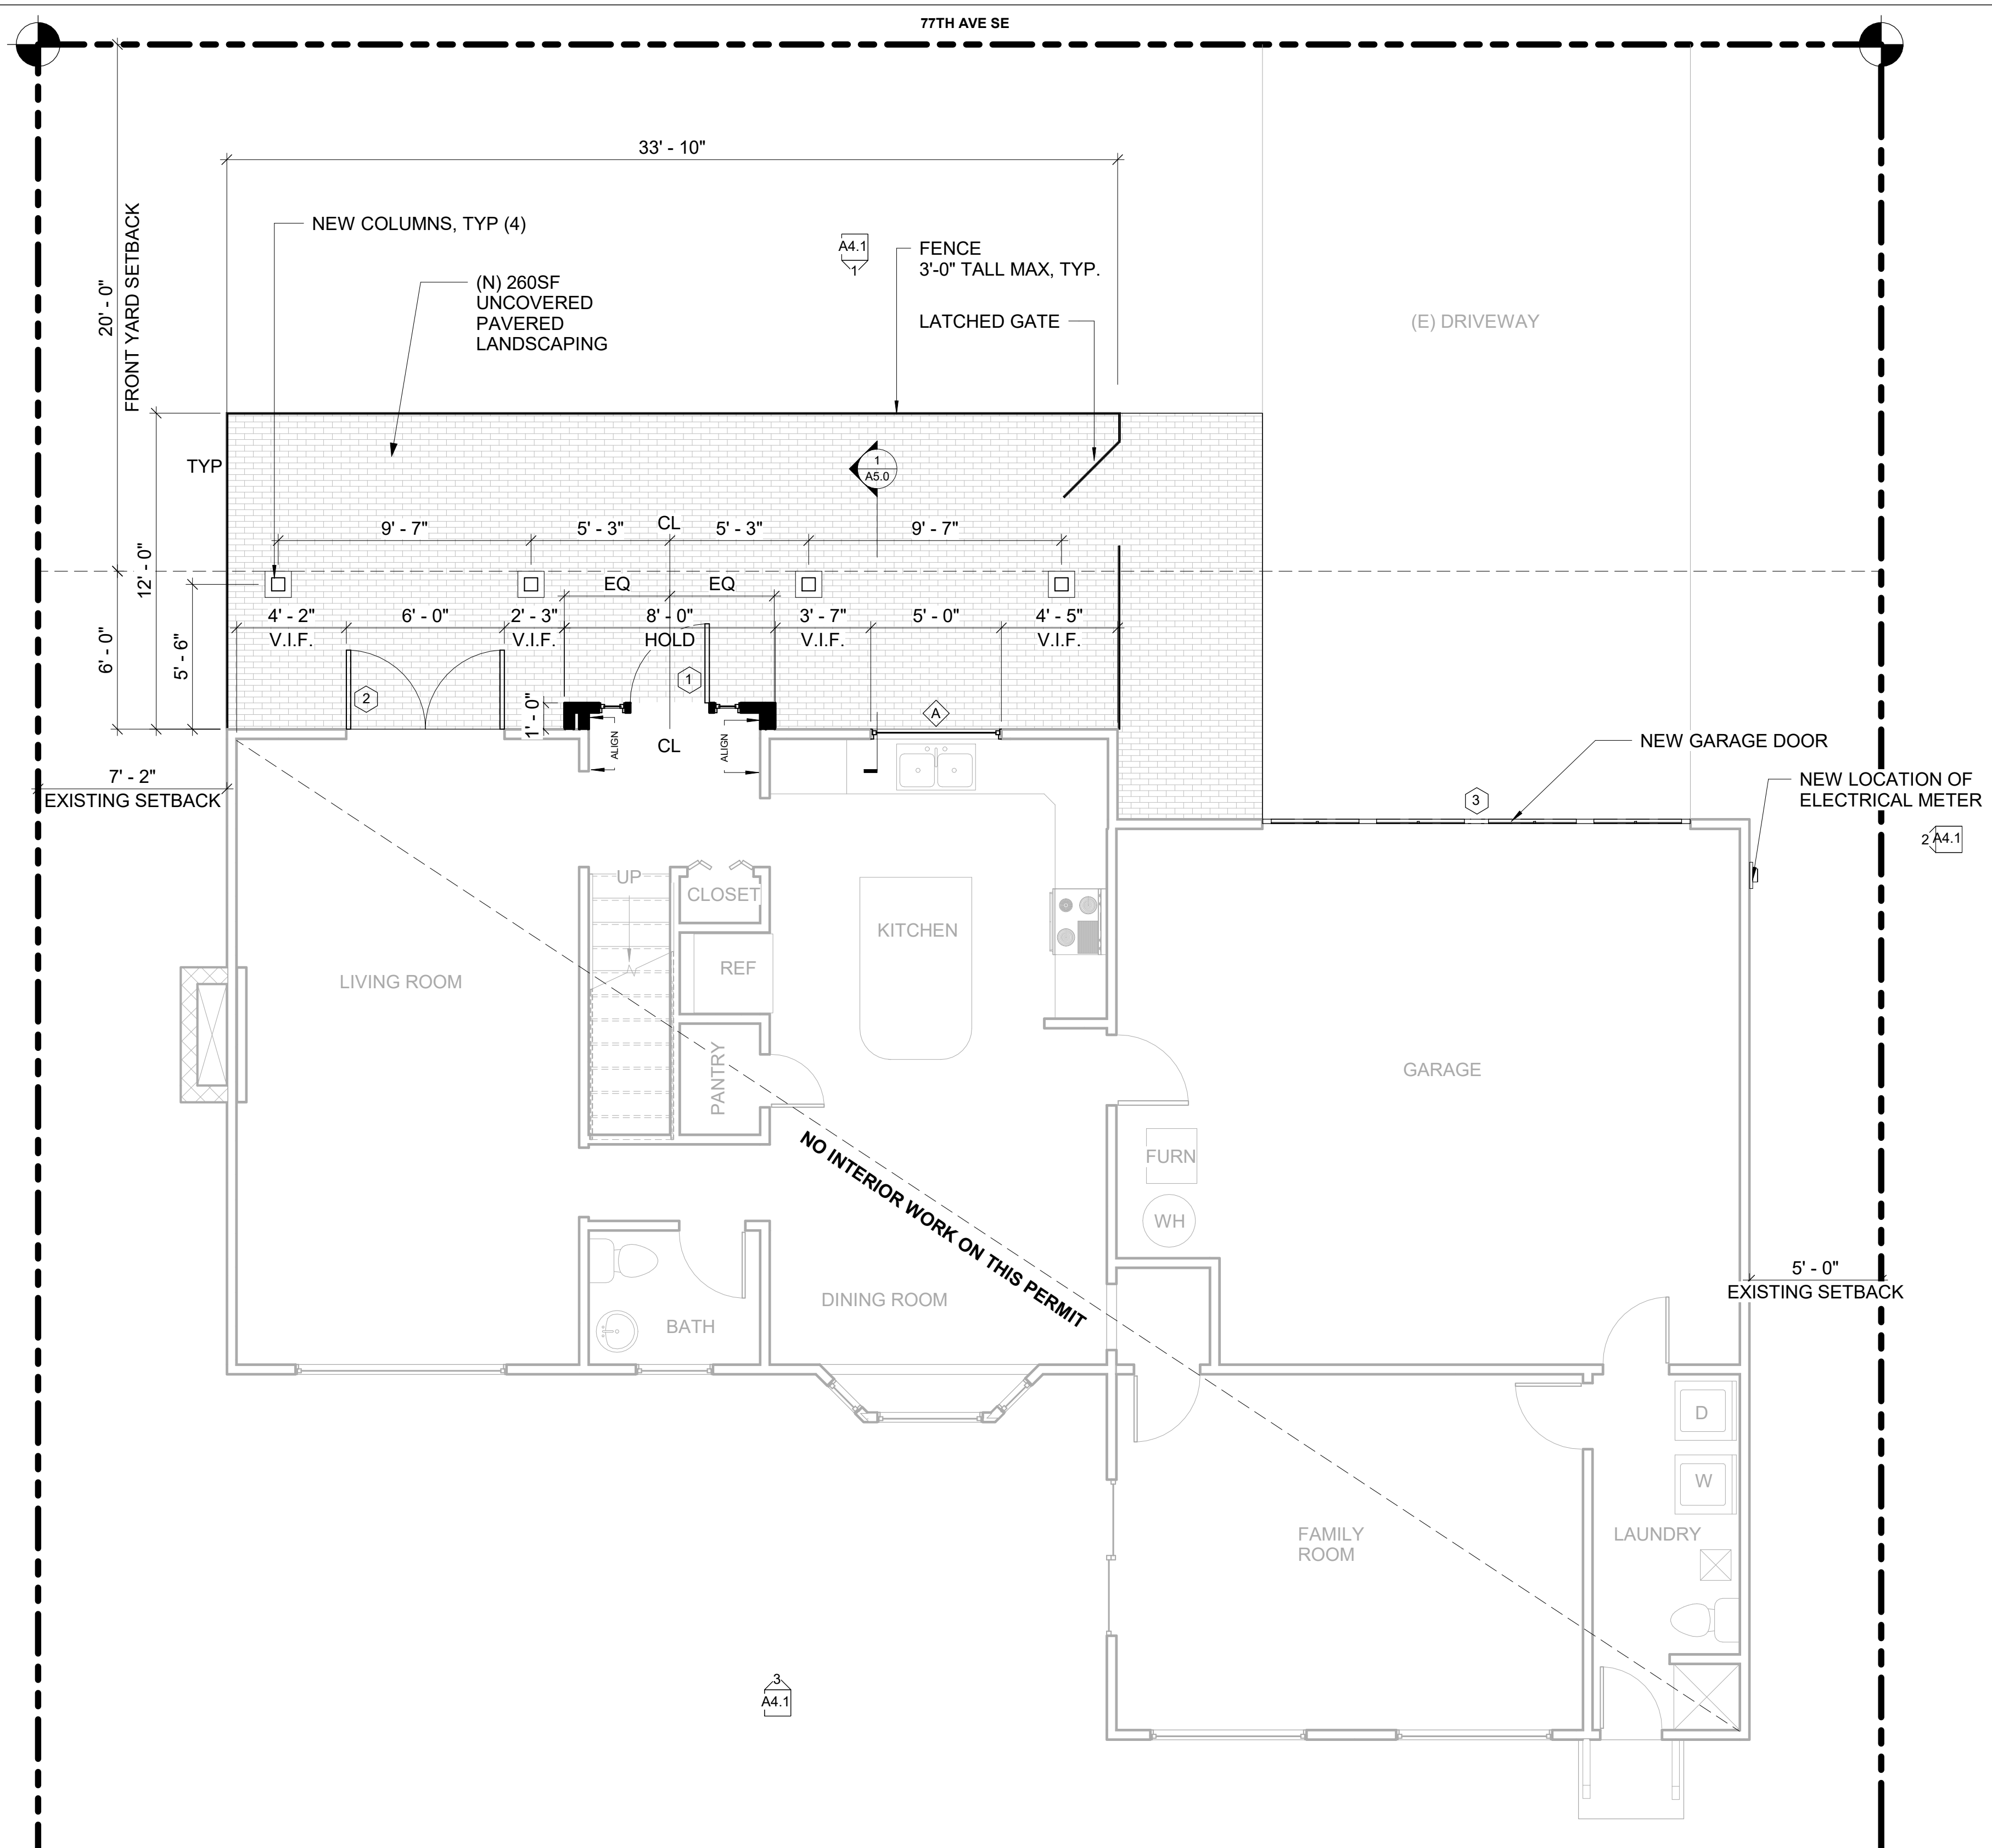 77TH AVE SE
33' - 10"
NEW COLUMNS, TYP (4)
A4.1
1
FENCE
3'-0" TALL MAX, TYP.
(N) 260SF
UNCOVERED
PAVERED
LANDSCAPING
LATCHED GATE
(E) DRIVEWAY
20' - 0"
FRONT YARD SETBACK
TYP
1
A5.0
9' - 7"
5' - 3"
CL
5' - 3"
9' - 7"
12' - 0"
EQ
EQ
4' - 2"
V.I.F.
6' - 0"
2' - 3"
V.I.F.
8' - 0"
HOLD
3' - 7"
V.I.F.
5' - 0"
4' - 5"
V.I.F.
6' - 0"
5' - 6"
2
1
1' - 0"
A
ALIGN
CL
ALIGN
NEW GARAGE DOOR
7' - 2"
EXISTING SETBACK
3
NEW LOCATION OF
ELECTRICAL METER
2
A4.1
UP
CLOSET
KITCHEN
REF
LIVING ROOM
PANTRY
GARAGE
NO INTERIOR WORK ON THIS PERMIT
FURN
WH
5' - 0"
EXISTING SETBACK
DINING ROOM
BATH
D
W
FAMILY
ROOM
LAUNDRY
3
A4.1